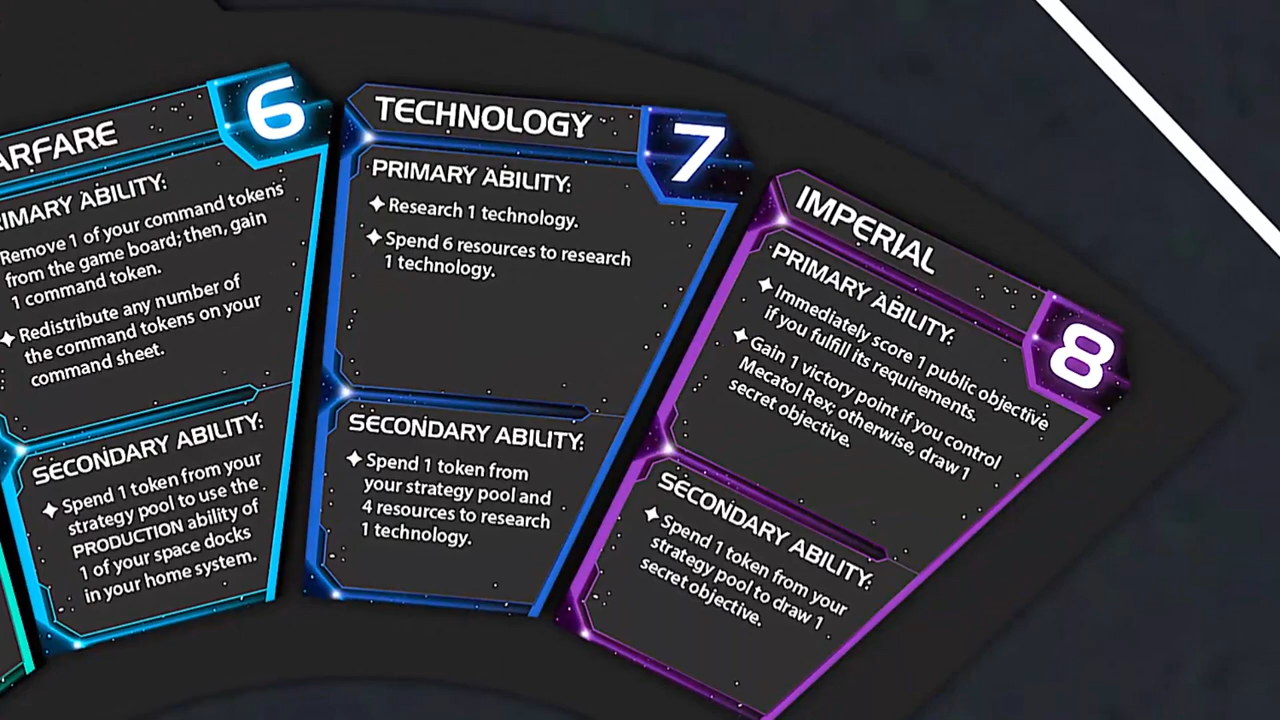 6
ARFARE
IMARY ABILITY:
Remove 1 of your command tokens
from the game board; then, gain
1 command token.
Redistribute any number of
the command tokens on your
command sheet.
SECONDARY ABILITY:
Spend 1 token from your
strategy pool to use the
PRODUCTION ability of
1 of your space docks
in your home system.
TECHNOLOGY
7
PRIMARY ABILITY:
Research 1 technology.
Spend 6 resources to research
1 technology.
SECONDARY ABILITY:
Spend 1 token from
your strategy pool and
4 resources to research
1 technology.
IMPERIAL
8
PRIMARY ABILITY:
Immediately score 1 public objective
if you fulfill its requirements.
Gain 1 victory point if you control
Mecatol Rex; otherwise, draw 1
secret objective.
SECONDARY ABILITY:
Spend 1 token from your
strategy pool to draw 1
secret objective.